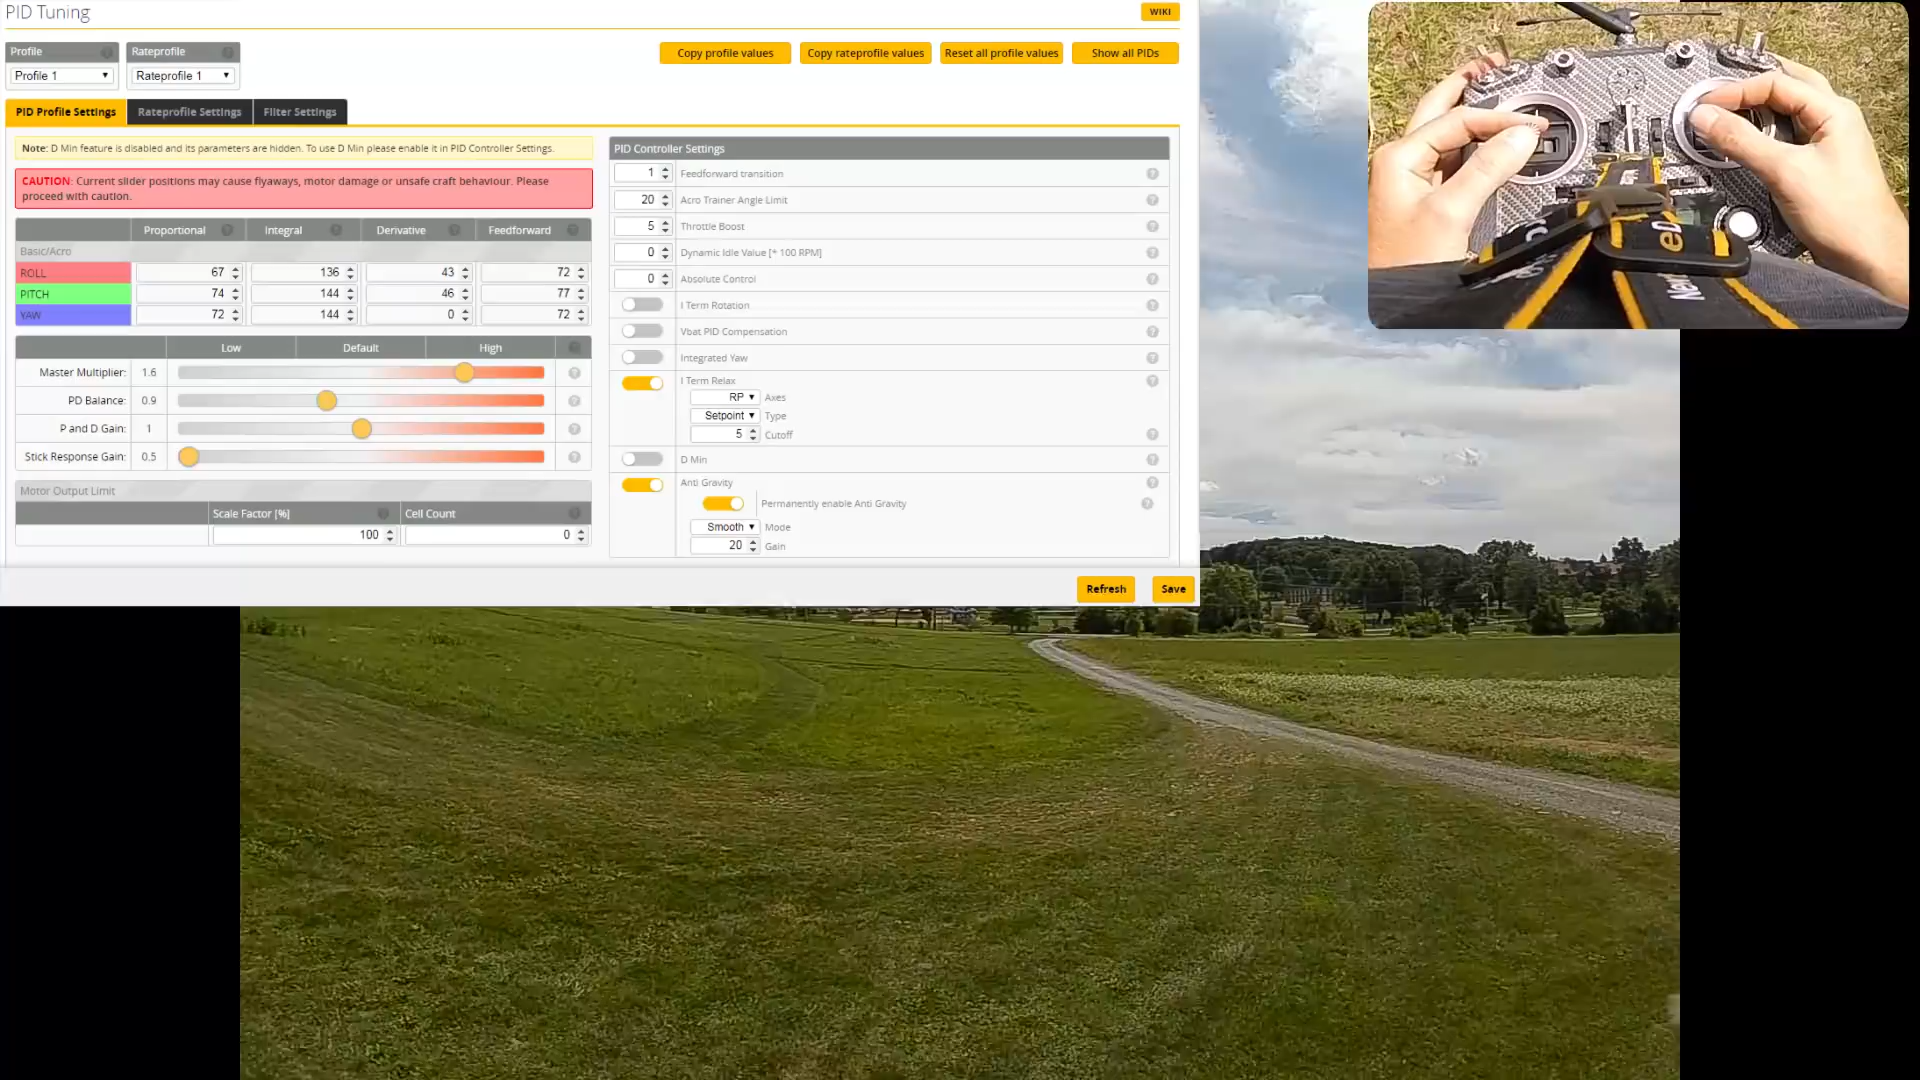 PID Tuning
WIKI
Profile
Rateprofile
Profile 1
Rateprofile 1
Copy profile values
Copy rateprofile values
Reset all profile values
Show all PIDs
PID Profile Settings
Rateprofile Settings
Filter Settings
Note: D Min feature is disabled and its parameters are hidden. To use D Min please enable it in PID Controller Settings.
CAUTION: Current slider positions may cause flyaways, motor damage or unsafe craft behaviour. Please
proceed with caution.
Proportional Integral Derivative Feedforward
Basic/Acro
ROLL 67 136 43 72
PITCH 74 144 46 77
YAW 72 144 0 72
Low Default High
Master Multiplier: 1.6
PD Balance: 0.9
P and D Gain: 1
Stick Response Gain: 0.5
Motor Output Limit
Scale Factor [%] Cell Count
100 0
PID Controller Settings
1 Feedforward transition
20 Acro Trainer Angle Limit
5 Throttle Boost
0 Dynamic Idle Value [* 100 RPM]
0 Absolute Control
I Term Rotation
Vbat PID Compensation
Integrated Yaw
I Term Relax
RP Axes
Setpoint Type
5 Cutoff
D Min
Anti Gravity
Permanently enable Anti Gravity
Smooth Mode
20 Gain
Refresh
Save